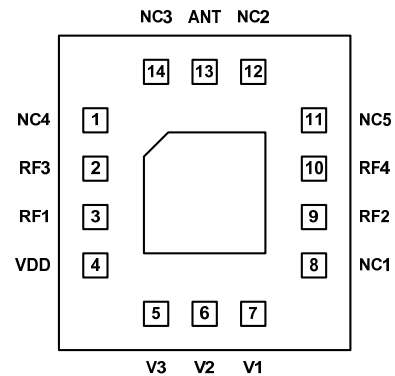 NC3 ANT NC2
14 13 12
NC4 1 11 NC5
RF3 2 10 RF4
RF1 3 9 RF2
VDD 4 8 NC1
5 6 7
V3 V2 V1